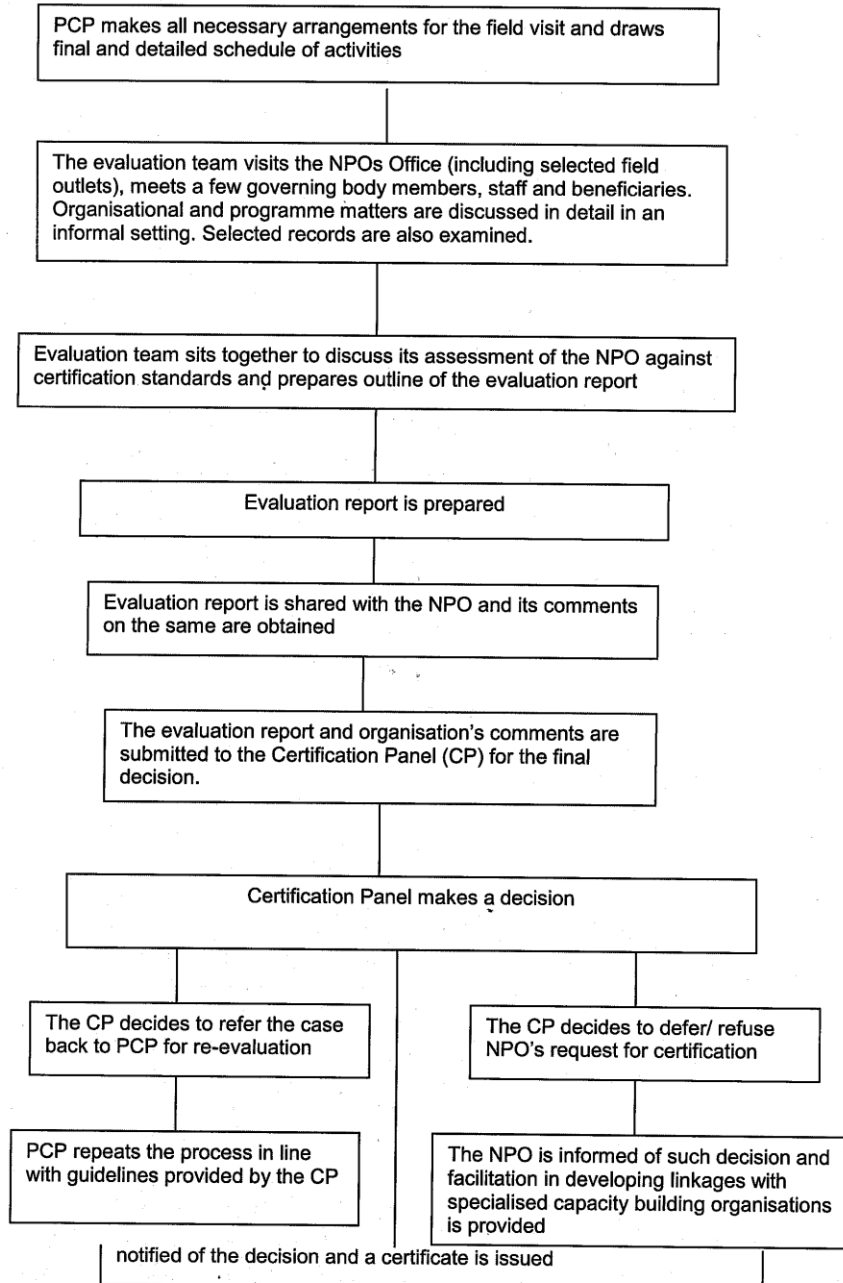 PCP makes all necessary arrangements for the field visit and draws
final and detailed schedule of activities
The evaluation team visits the NPOs Office (including selected field
outlets), meets a few governing body members, staff and beneficiaries.
Organisational and programme matters are discussed in detail in an
informal setting. Selected records are also examined.
Evaluation team sits together to discuss its assessment of the NPO against
certification standards and prepares outline of the evaluation report
Evaluation report is prepared
Evaluation report is shared with the NPO and its comments
on the same are obtained
The evaluation report and organisation's comments are
submitted to the Certification Panel (CP) for the final
decision.
Certification Panel makes a decision
The CP decides to refer the case
back to PCP for re-evaluation
The CP decides to defer/ refuse
NPO's request for certification
PCP repeats the process in line
with guidelines provided by the CP
The NPO is informed of such decision and
facilitation in developing linkages with
specialised capacity building organisations
is provided
notified of the decision and a certificate is issued